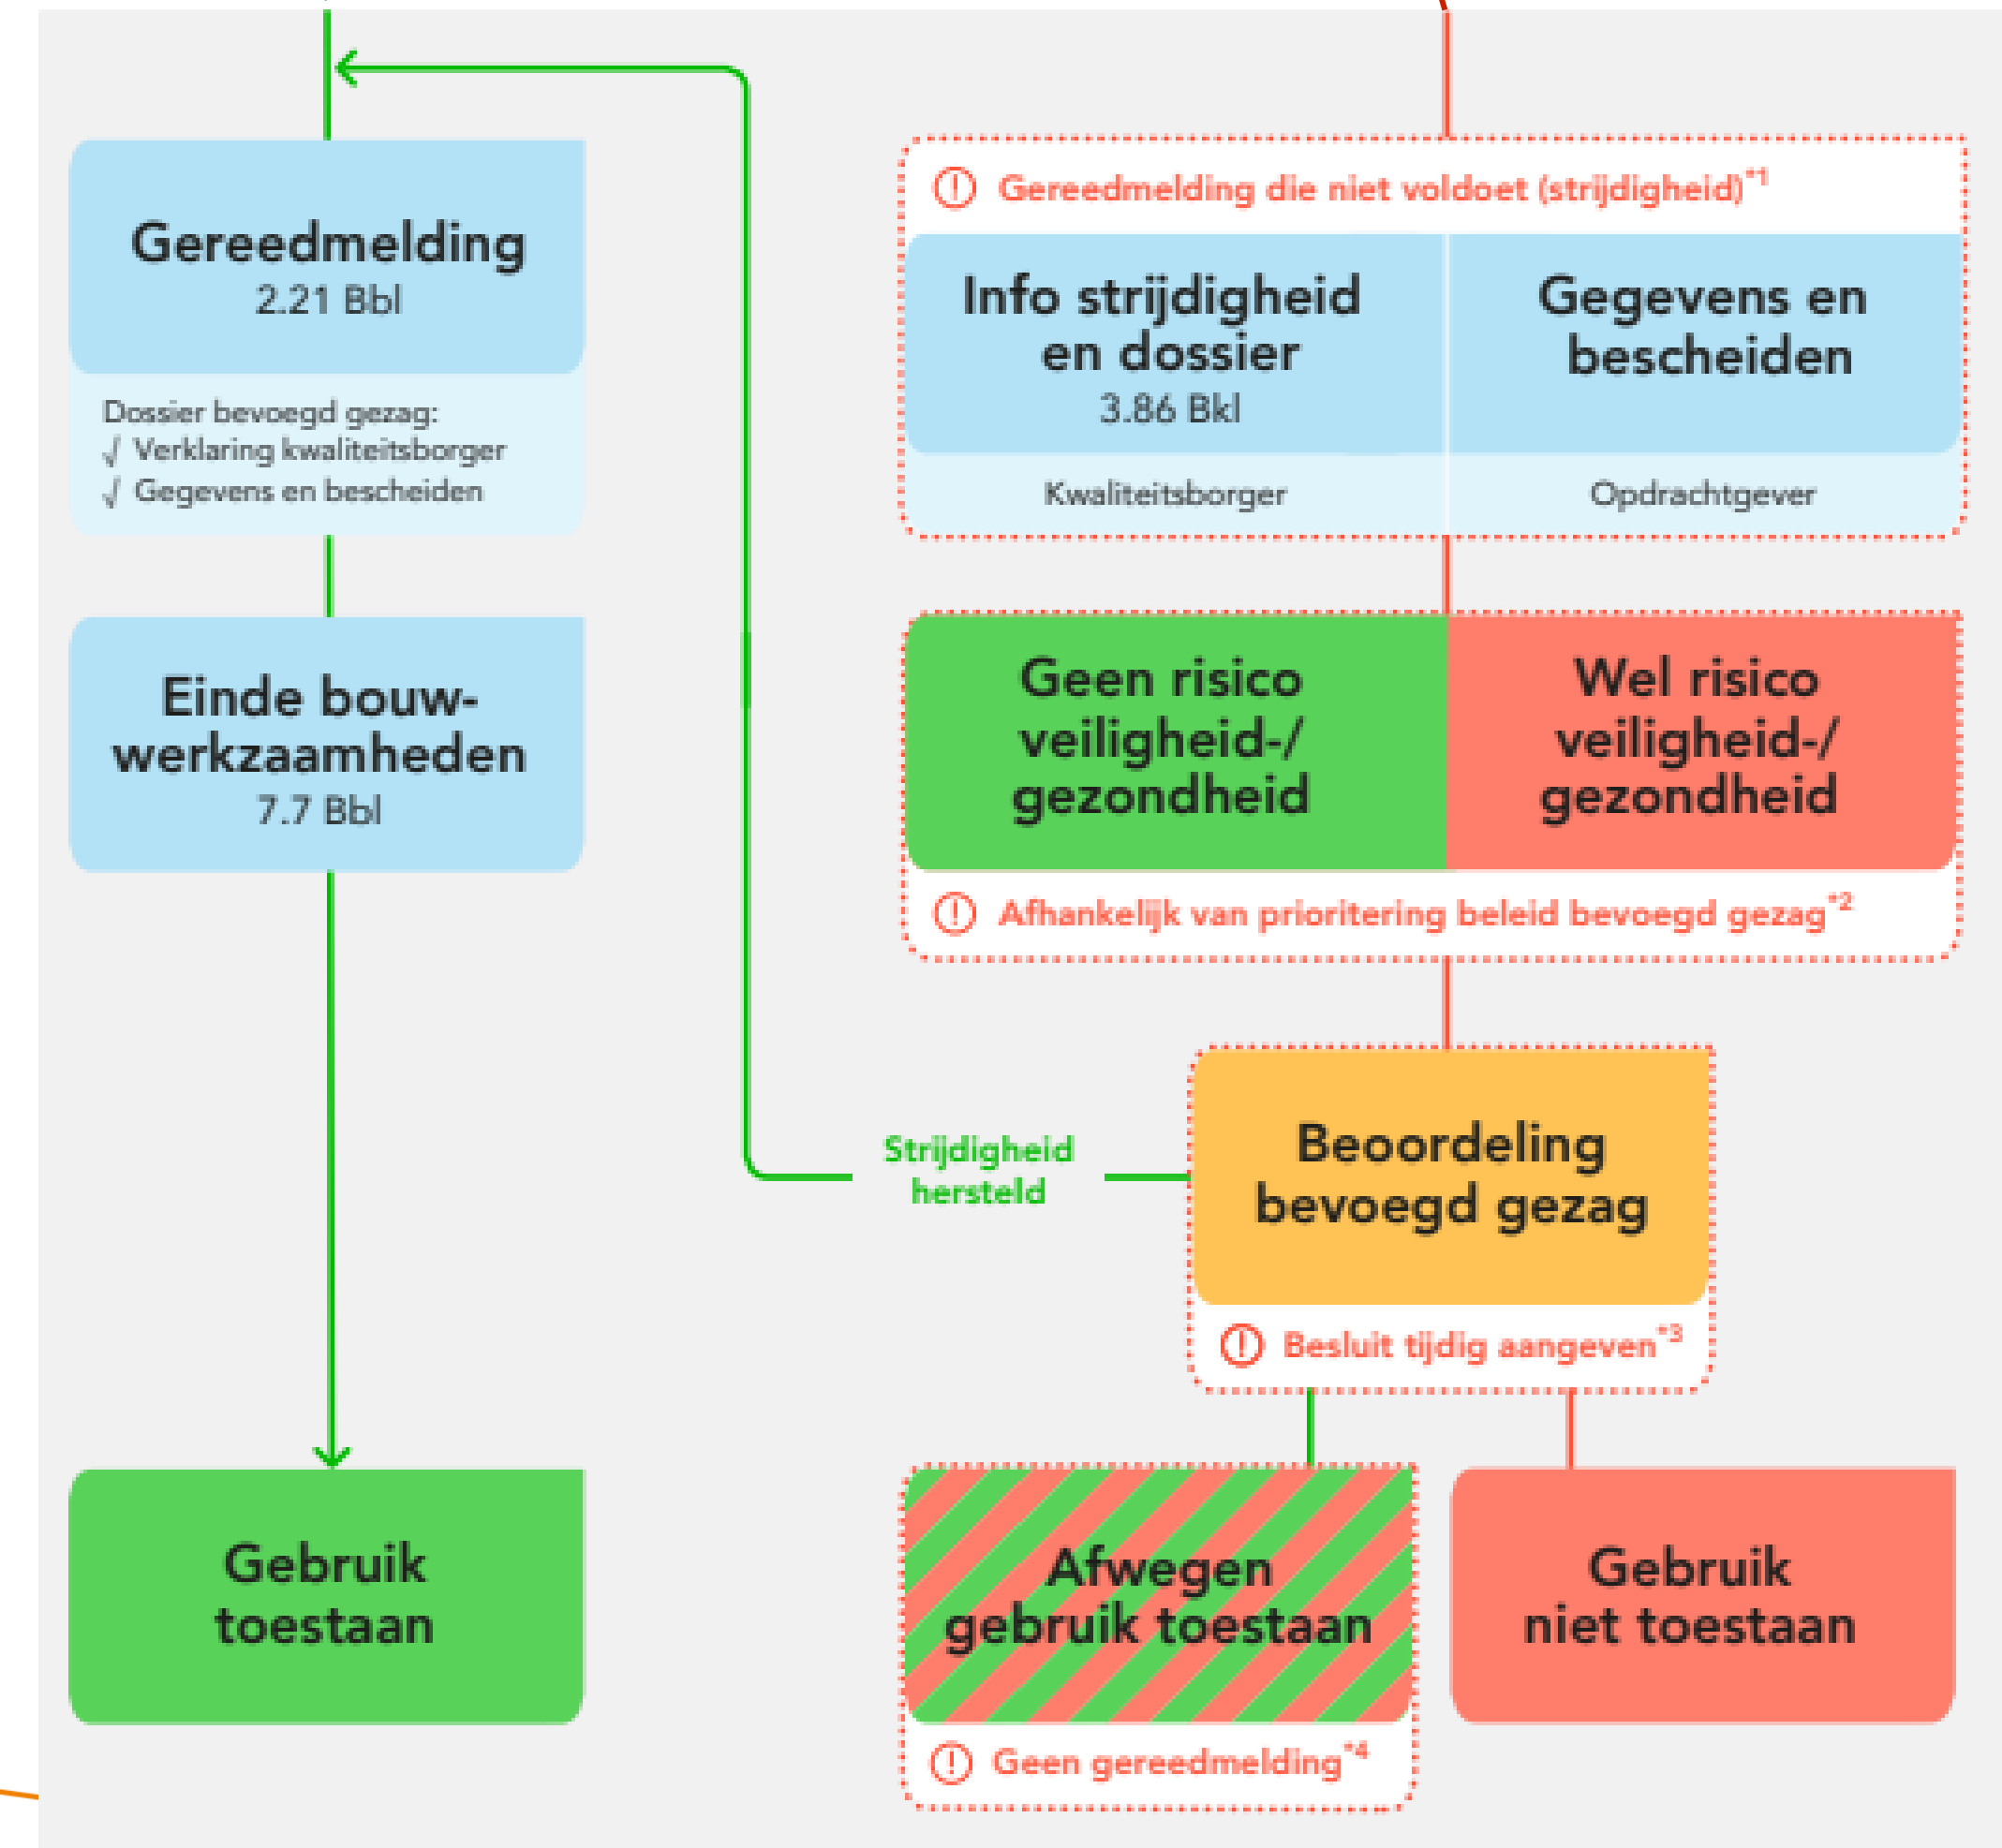 Gereedmelding
2.21 Bbl
Dossier bevoegd gezag:
√ Verklaring kwaliteitsborger
√ Gegevens en bescheiden
Einde bouw-
werkzaamheden
7.7 Bbl
Gebruik
toestaan
Gereedmelding die niet voldoet (strijdigheid)*1
Info strijdigheid
en dossier
3.86 Bkl
Kwaliteitsborger
Gegevens en
bescheiden
Opdrachtgever
Geen risico
veiligheid-/
gezondheid
Wel risico
veiligheid-/
gezondheid
Afhankelijk van prioritering beleid bevoegd gezag*2
Strijdigheid
hersteld
Beoordeling
bevoegd gezag
Besluit tijdig aangeven*3
Afwegen
gebruik toestaan
Geen gereedmelding*4
Gebruik
niet toestaan